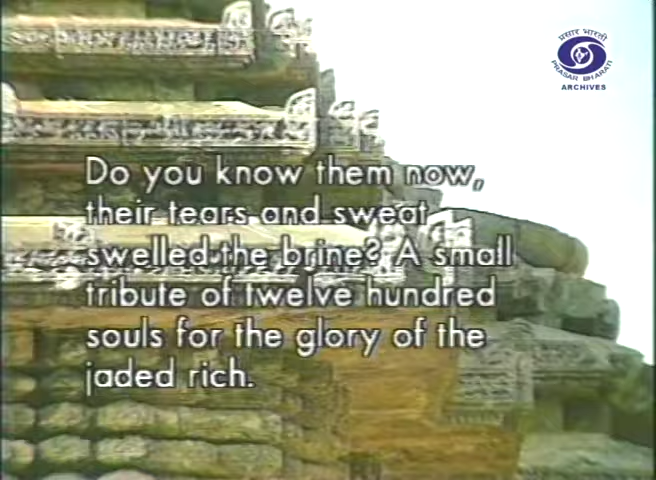 प्रसार भारती
PRASAR BHARATI
ARCHIVES
Do you know them now,
their tears and sweat
swelled the brine? A small
tribute of twelve hundred
souls for the glory of the
jaded rich.